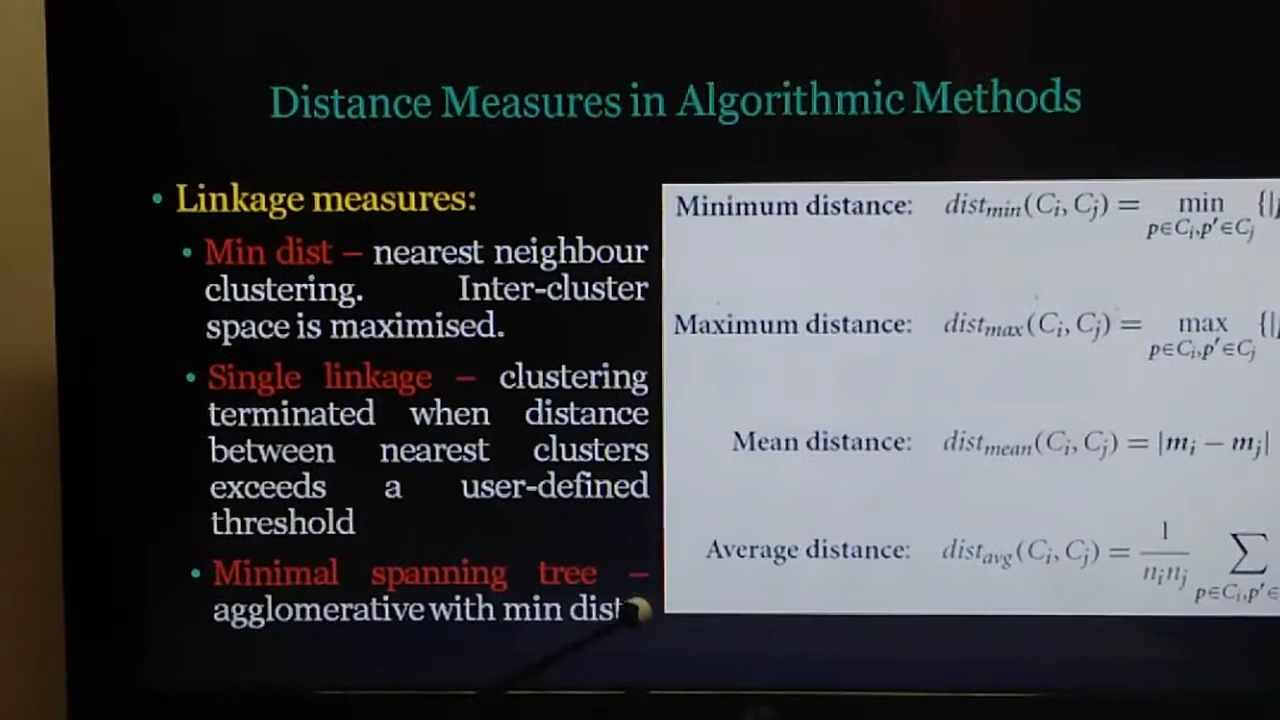 Distance Measures in Algorithmic Methods
• Linkage measures:
• Min dist – nearest neighbour
clustering. Inter-cluster
space is maximised.
• Single linkage – clustering
terminated when distance
between nearest clusters
exceeds a user-defined
threshold
• Minimal spanning tree –
agglomerative with min dist
Minimum distance: dist_min(C_i, C_j) = min {|
p∈C_i,p′∈C_j
Maximum distance: dist_max(C_i, C_j) = max {|
p∈C_i,p′∈C_j
Mean distance: dist_mean(C_i, C_j) = |m_i − m_j|
Average distance: dist_avg(C_i, C_j) = 1/(n_i n_j) ∑
p∈C_i,p′∈